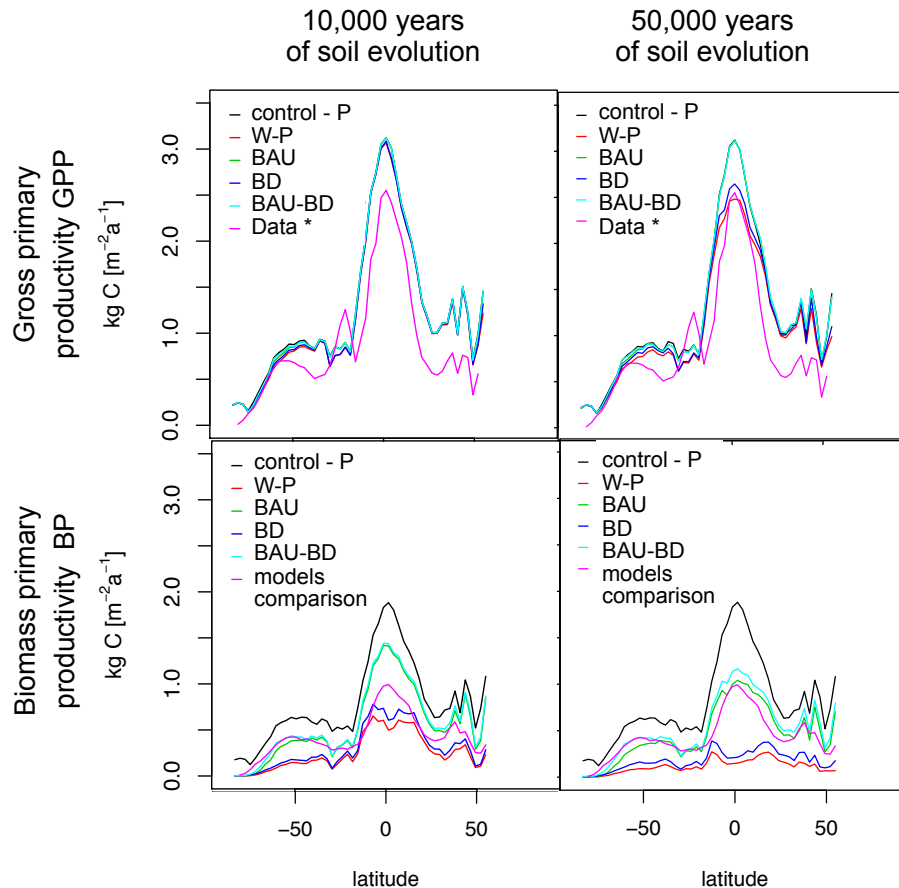 10,000 years
of soil evolution
50,000 years
of soil evolution
Gross primary
productivity GPP
kg C [m⁻²a⁻¹]
0.0
1.0
2.0
3.0
control - P
W-P
BAU
BD
BAU-BD
Data *
control - P
W-P
BAU
BD
BAU-BD
Data *
Biomass primary
productivity BP
kg C [m⁻²a⁻¹]
0.0
1.0
2.0
3.0
control - P
W-P
BAU
BD
BAU-BD
models
comparison
control - P
W-P
BAU
BD
BAU-BD
models
comparison
−50
0
50
−50
0
50
latitude
latitude